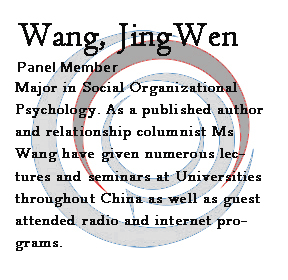 Wang, JingWen
Panel Member
Major in Social Organizational
Psychology. As a published author
and relationship columnist Ms
Wang have given numerous lec-
tures and seminars at Universities
throughout China as well as guest
attended radio and internet pro-
grams.